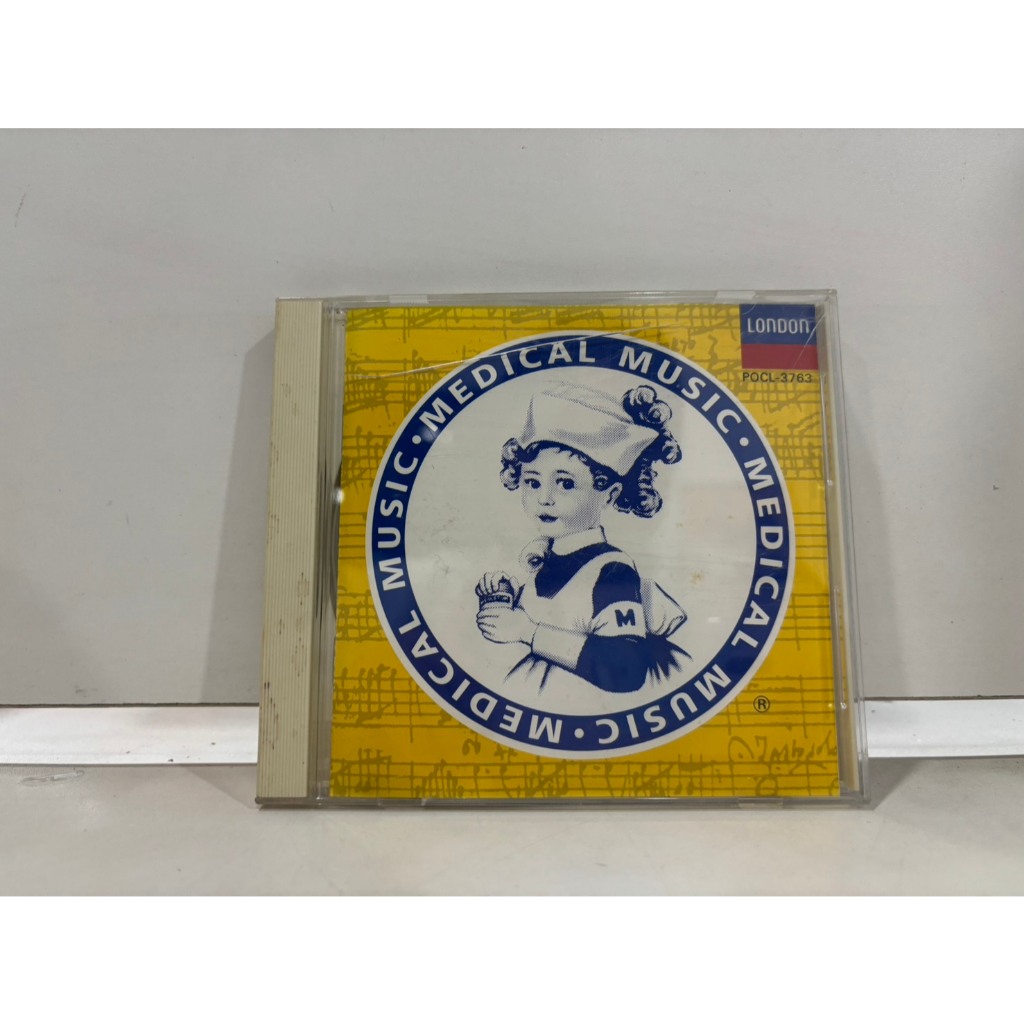 LONDON
POCL-3763
MEDICAL MUSIC · MEDICAL MUSIC · MEDICAL MUSIC ·
M
®